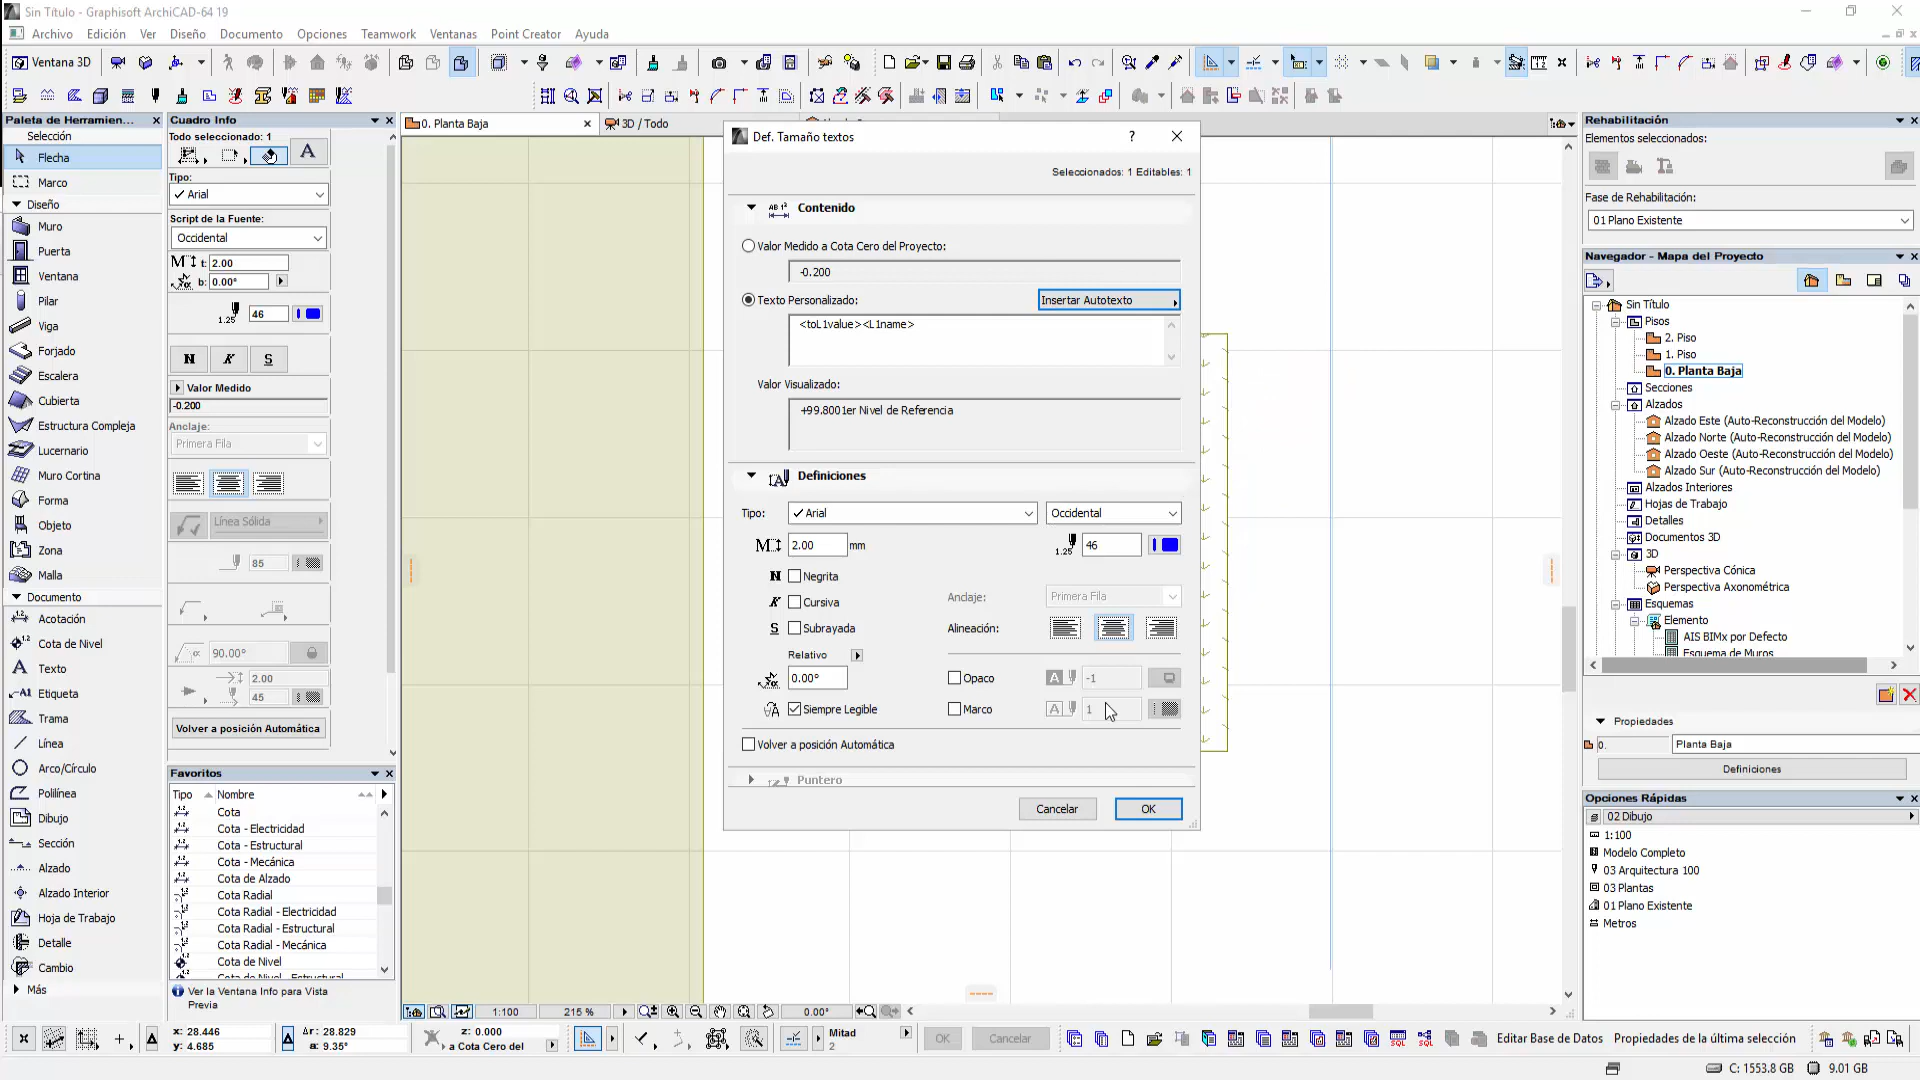 Sin Título - Graphisoft ArchiCAD-64 19
Archivo Edición Ver Diseño Documento Opciones Teamwork Ventanas Point Creator Ayuda
Ventana 3D
Paleta de Herramien...
Selección
Flecha
Marco
Diseño
Muro
Puerta
Ventana
Pilar
Viga
Forjado
Escalera
Cubierta
Estructura Compleja
Lucernario
Muro Cortina
Forma
Objeto
Zona
Malla
Documento
Acotación
Cota de Nivel
Texto
Etiqueta
Trama
Línea
Arco/Círculo
Polilínea
Dibujo
Sección
Alzado
Alzado Interior
Hoja de Trabajo
Detalle
Cambio
Más
Cuadro Info
Todo seleccionado: 1
Tipo:
Arial
Script de la Fuente:
Occidental
t: 2.00
b: 0.00°
1.25 46
N K S
Valor Medido
-0.200
Anclaje:
Primera Fila
Línea Sólida
85
90.00°
2.00
45
Volver a posición Automática
Favoritos
Tipo Nombre
Cota
Cota - Electricidad
Cota - Estructural
Cota - Mecánica
Cota de Alzado
Cota Radial
Cota Radial - Electricidad
Cota Radial - Estructural
Cota Radial - Mecánica
Cota de Nivel
Cota de Nivel - Estructural
Ver la Ventana Info para Vista
Previa
0. Planta Baja
3D / Todo
Def. Tamaño textos
Seleccionados: 1 Editables: 1
Contenido
Valor Medido a Cota Cero del Proyecto:
-0.200
Texto Personalizado:
Insertar Autotexto
<toL1value><L1name>
Valor Visualizado:
+99.8001er Nivel de Referencia
Definiciones
Tipo: Arial Occidental
2.00 mm
1.25 46
N Negrita
K Cursiva
S Subrayada
Anclaje: Primera Fila
Alineación:
Relativo
0.00°
Opaco -1
Siempre Legible
Marco 1
Volver a posición Automática
Puntero
Cancelar OK
Rehabilitación
Elementos seleccionados:
Fase de Rehabilitación:
01 Plano Existente
Navegador - Mapa del Proyecto
Sin Título
Pisos
2. Piso
1. Piso
0. Planta Baja
Secciones
Alzados
Alzado Este (Auto-Reconstrucción del Modelo)
Alzado Norte (Auto-Reconstrucción del Modelo)
Alzado Oeste (Auto-Reconstrucción del Modelo)
Alzado Sur (Auto-Reconstrucción del Modelo)
Alzados Interiores
Hojas de Trabajo
Detalles
Documentos 3D
3D
Perspectiva Cónica
Perspectiva Axonométrica
Esquemas
Elemento
AIS BIMx por Defecto
Esquema de Muros
Propiedades
0. Planta Baja
Definiciones
Opciones Rápidas
02 Dibujo
1:100
Modelo Completo
03 Arquitectura 100
03 Plantas
01 Plano Existente
Metros
1:100 215 % 0.00°
x: 28.446
y: 4.685
Δr: 28.829
a: 9.35°
z: 0.000
a Cota Cero del
Mitad
2
OK Cancelar
Editar Base de Datos Propiedades de la última selección
C: 1553.8 GB 9.01 GB